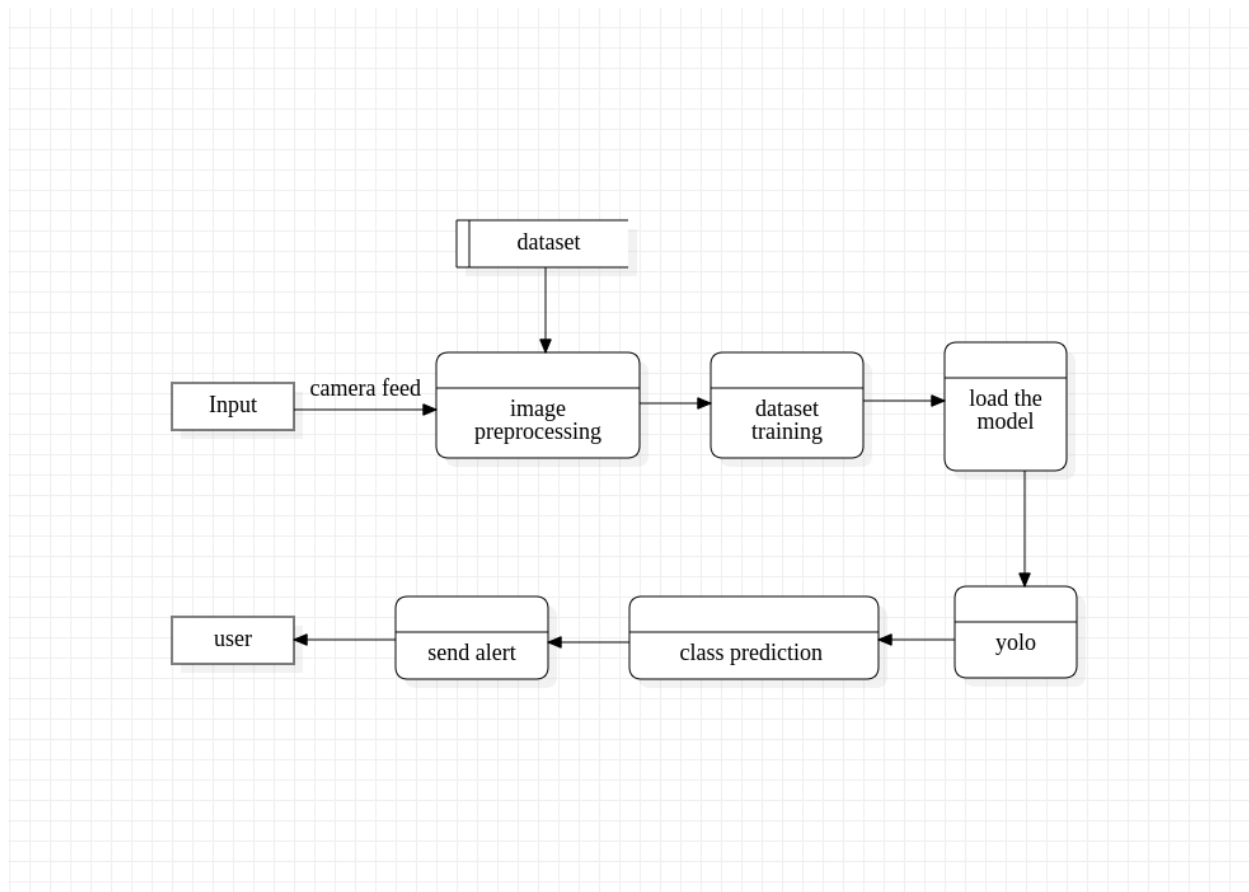 dataset
Input
camera feed
image
preprocessing
dataset
training
load the
model
user
send alert
class prediction
yolo